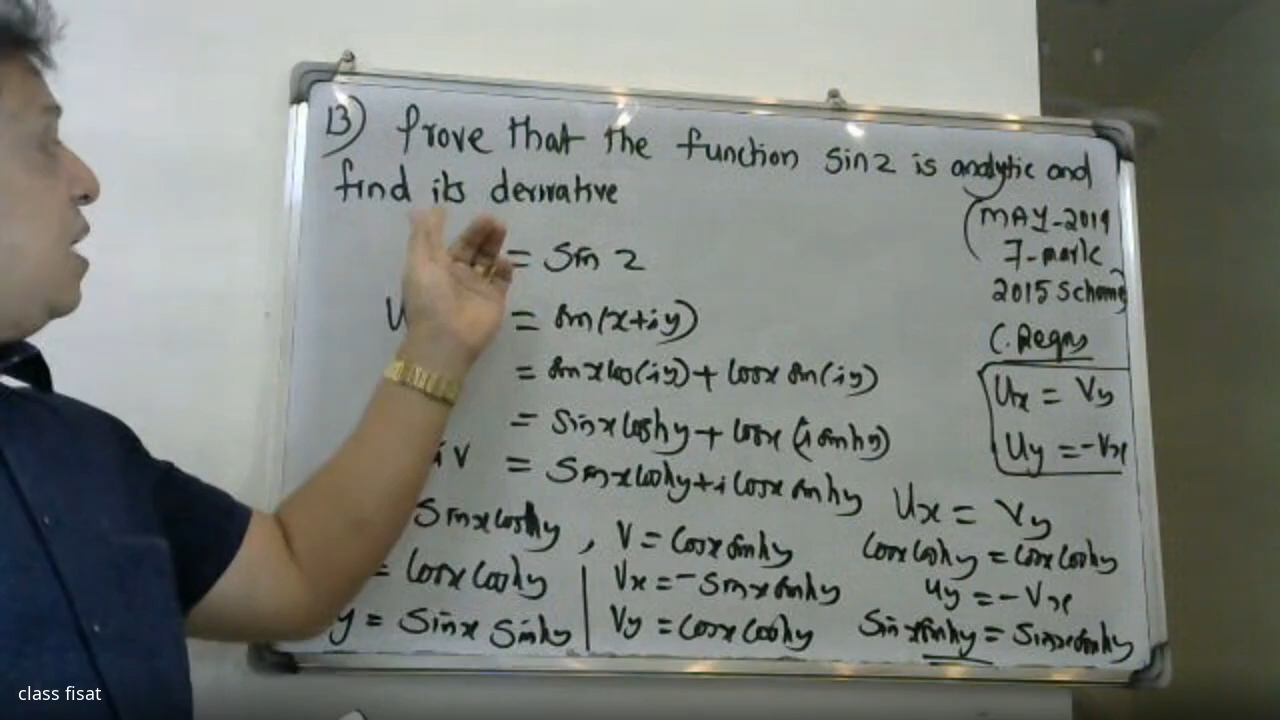 13) Prove that the function sin z is analytic and
find its derivative
(MAY-2019
7-mark
2015 Scheme
= sin z
U = sin(x+iy)
= sinx cos(iy) + cosx sin(iy)
= sinx coshy + cosx (i sinhy)
iv = sinx coshy + i cosx sinhy
C. Reqns
Ux = Vy
Uy = -Vx
sinx coshy , V = cosx sinhy
= cosx coshy
Vx = -sinx sinhy
y = sinx sinhy
Vy = cosx coshy
Ux = Vy
cosx coshy = cosx coshy
uy = -Vx
sinx sinhy = sinx sinhy
class fisat